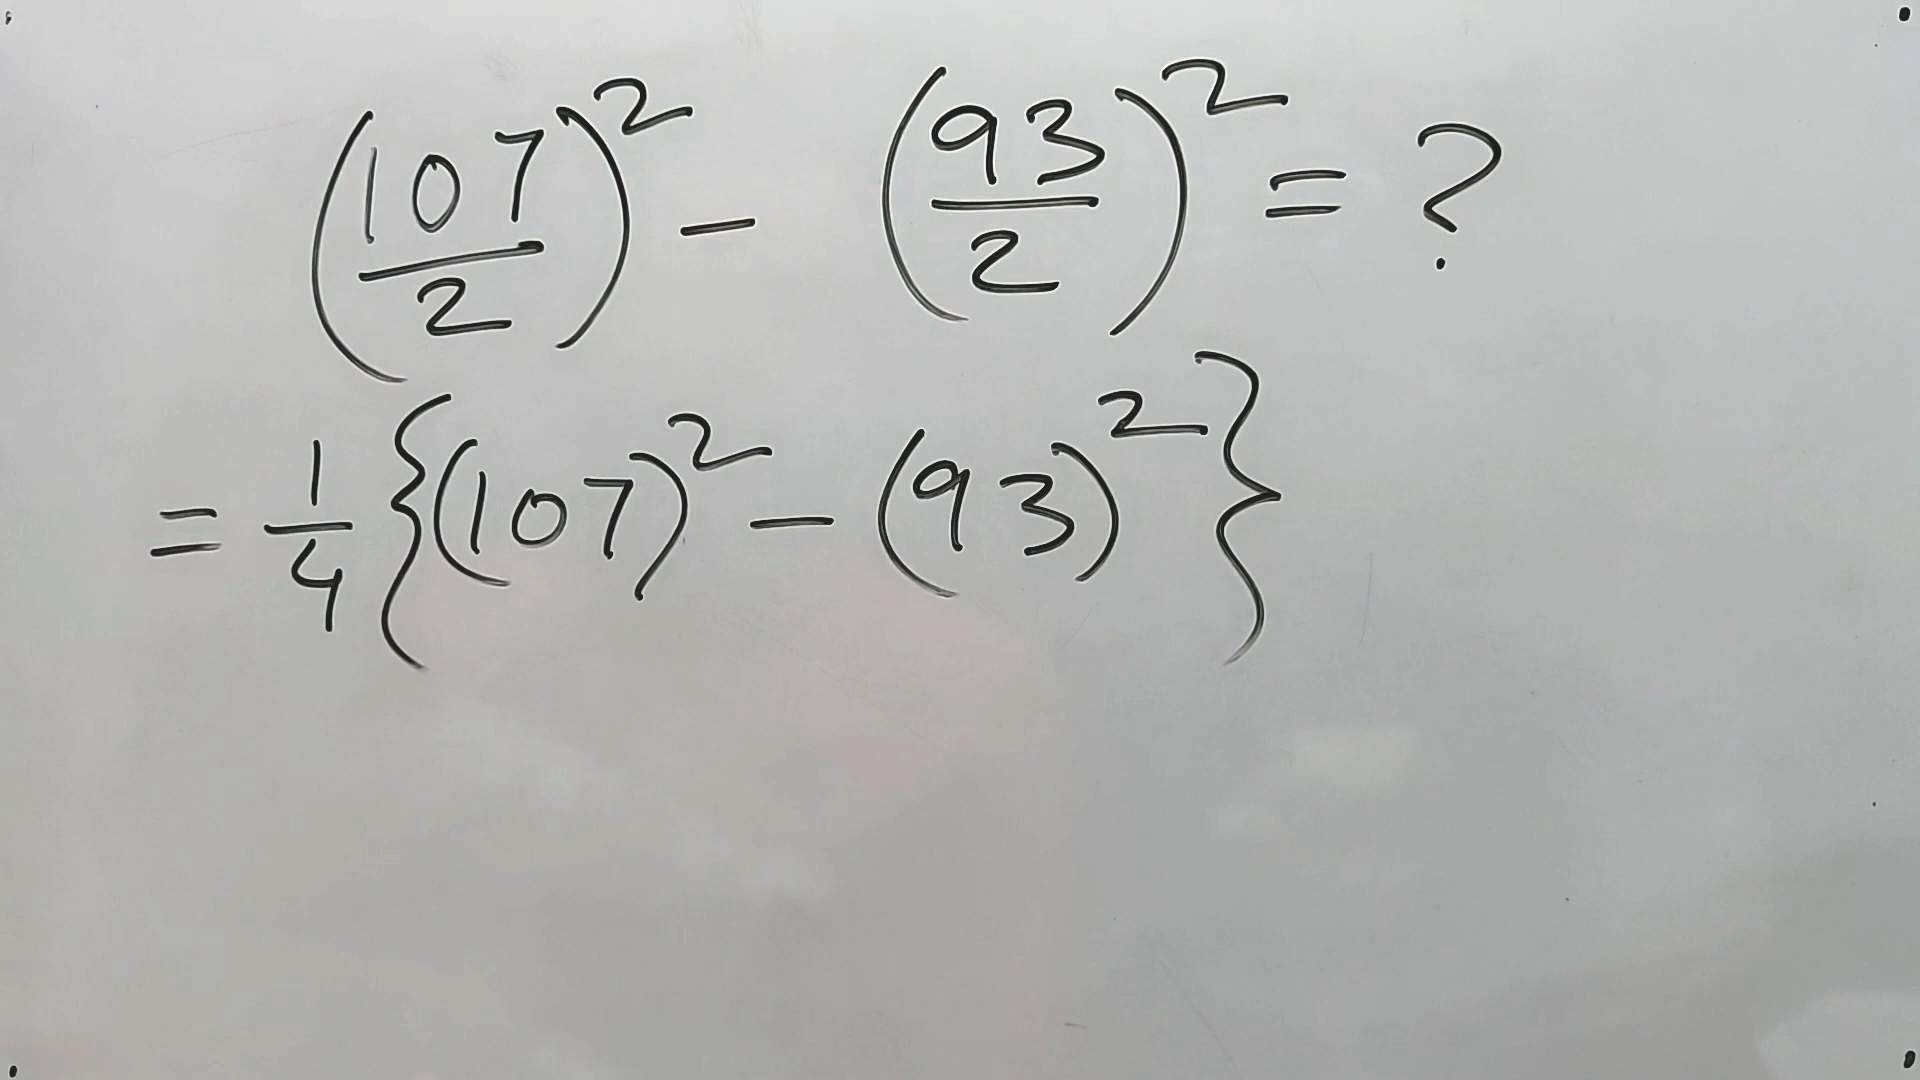 (107/2)² − (93/2)² = ?
= 1/4 {(107)² − (93)²}